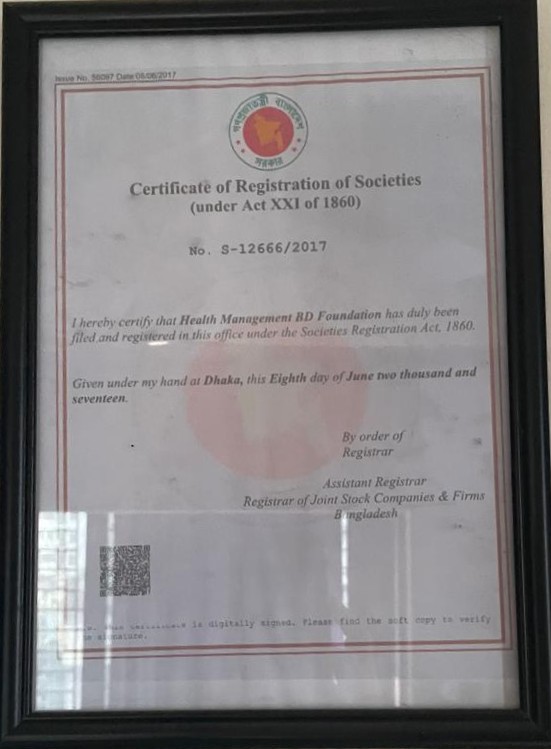 Issue No. 56097 Date:08/06/2017
গণপ্রজাতন্ত্রী বাংলাদেশ
সরকার
Certificate of Registration of Societies
(under Act XXI of 1860)
No. S-12666/2017
I hereby certify that Health Management BD Foundation has duly been
filed and registered in this office under the Societies Registration Act, 1860.
Given under my hand at Dhaka, this Eighth day of June two thousand and
seventeen.
By order of
Registrar
Assistant Registrar
Registrar of Joint Stock Companies & Firms
Bangladesh
is digitally signed. Please find the soft copy to verify
signature.